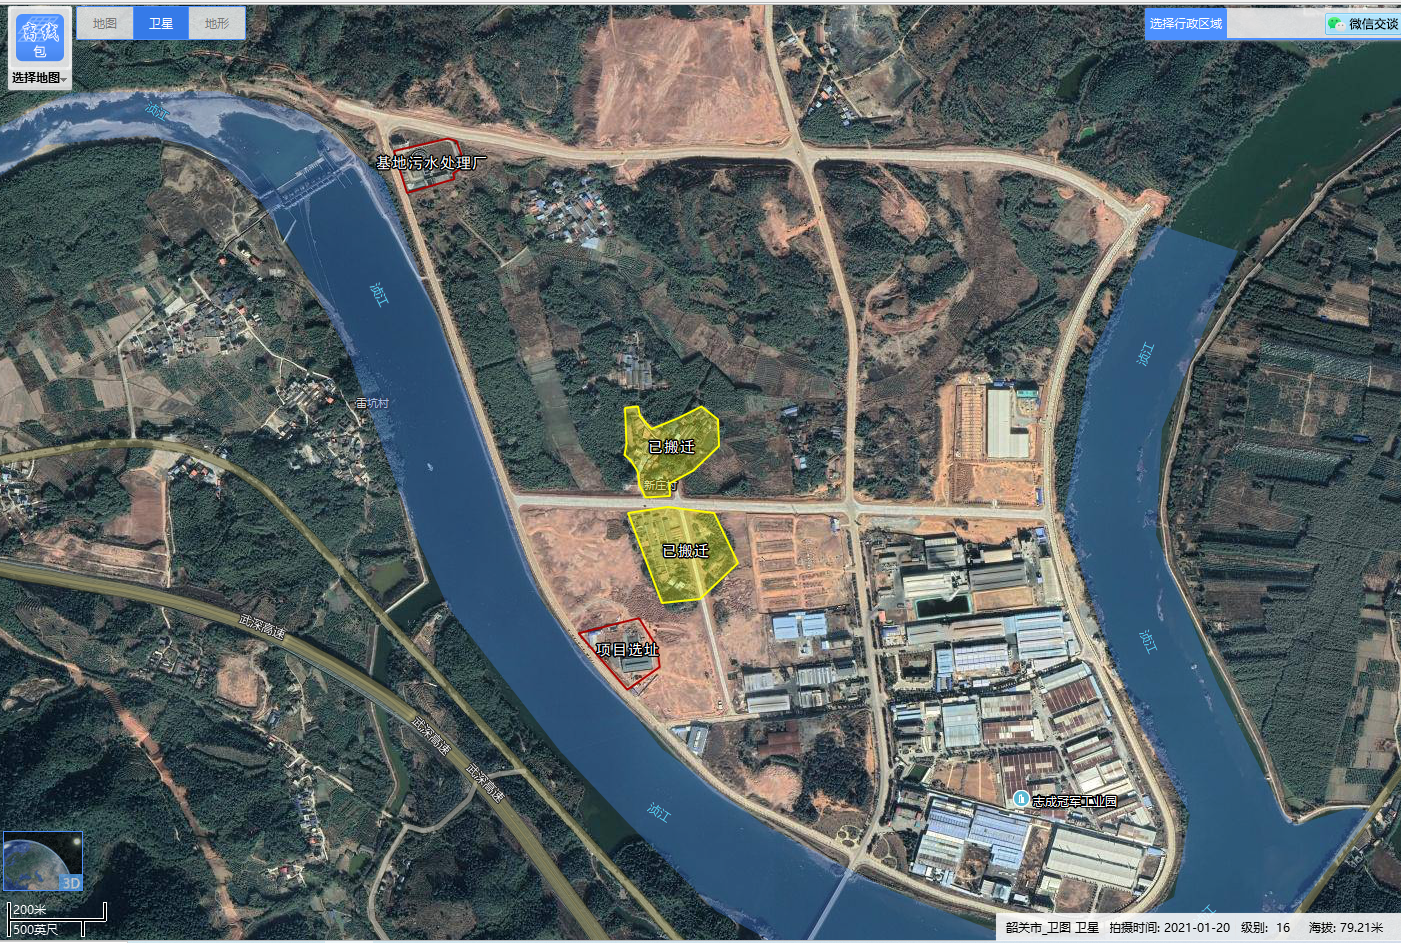 地图
卫星
地形
选择行政区域
微信交谈
包
选择地图
浈江
基地污水处理厂
浈江
浈江
雷坑村
已搬迁
新庄村
已搬迁
武深高速
浈江
项目选址
武深高速
武深高速
志成冠军工业园
浈江
3D
200米
500英尺
韶关市_卫图 卫星 拍摄时间: 2021-01-20 级别: 16 海拔: 79.21米